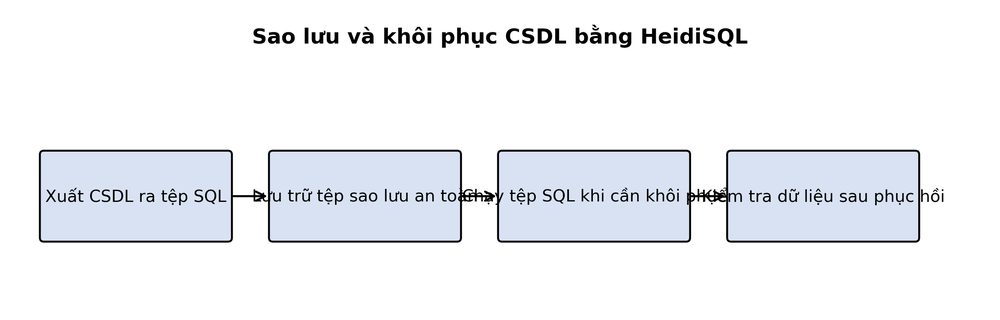 Sao lưu và khôi phục CSDL bằng HeidiSQL
Xuất CSDL ra tệp SQL
Lưu trữ tệp sao lưu an toàn
Chạy tệp SQL khi cần khôi phục
Kiểm tra dữ liệu sau phục hồi